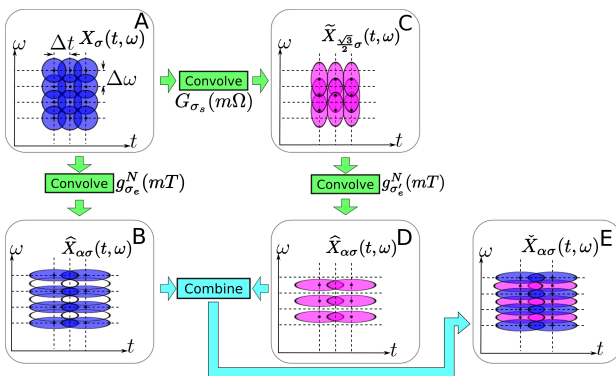 A
ω Δt X_σ(t, ω)
Δω
t
Convolve
G_{σ_s}(mΩ)
C
ω X̃_{\frac{√3}{2}σ}(t, ω)
t
Convolve g^N_{σ_e}(mT)
Convolve g^N_{σ'_e}(mT)
B
ω X̂_{ασ}(t, ω)
t
Combine
D
ω X̂_{ασ}(t, ω)
t
E
ω X̌_{ασ}(t, ω)
t